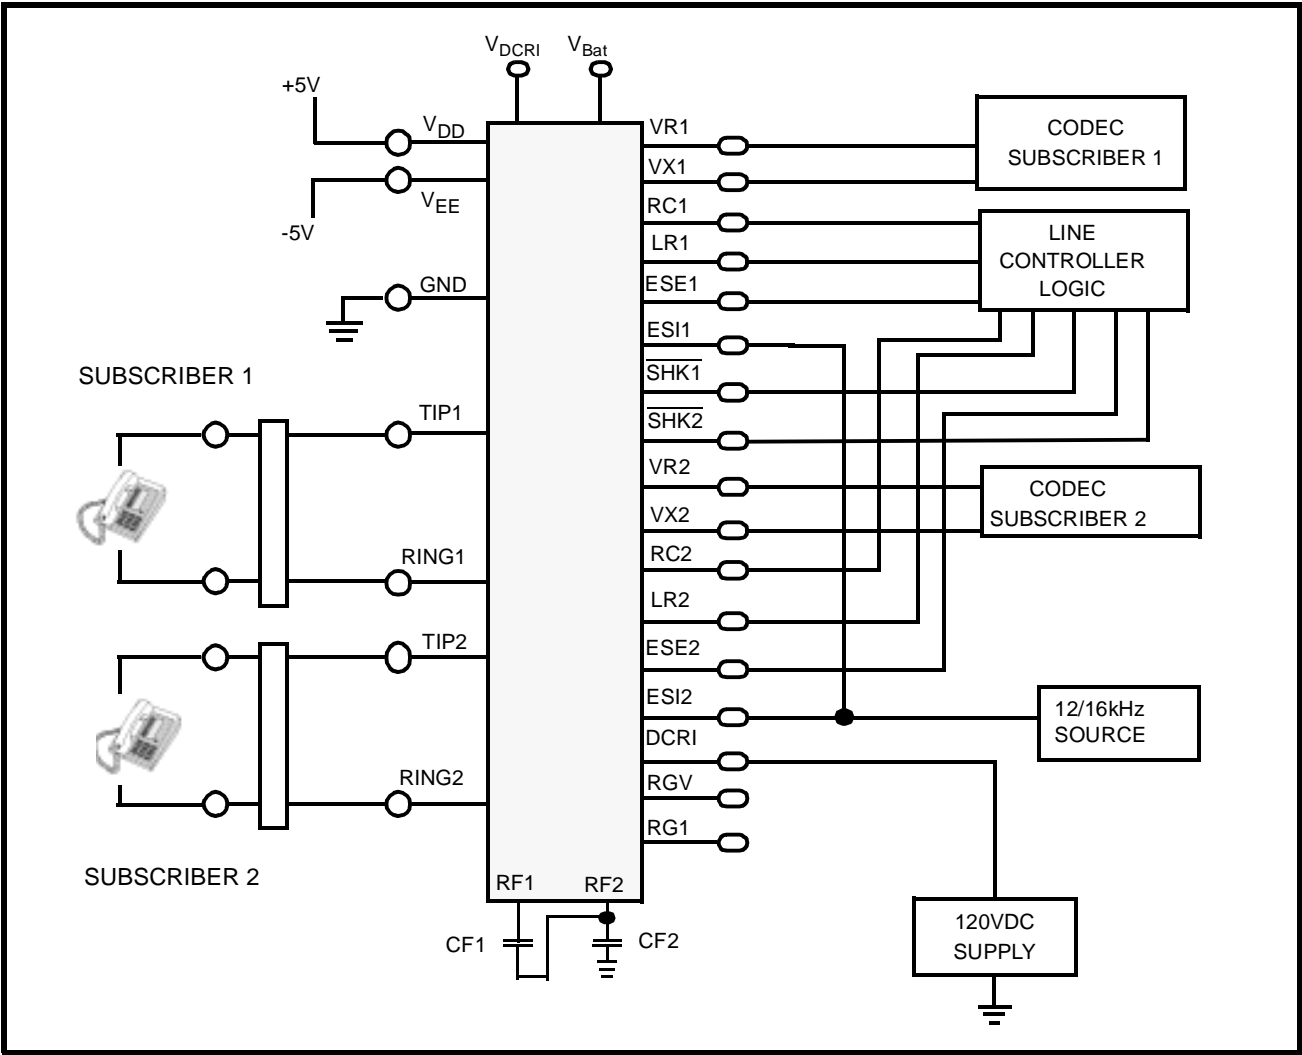 VDCRI
VBat
+5V
VDD
VEE
-5V
GND
SUBSCRIBER 1
TIP1
RING1
TIP2
RING2
SUBSCRIBER 2
VR1
VX1
RC1
LR1
ESE1
ESI1
SHK1
SHK2
VR2
VX2
RC2
LR2
ESE2
ESI2
DCRI
RGV
RG1
RF1
RF2
CF1
CF2
CODEC
SUBSCRIBER 1
LINE
CONTROLLER
LOGIC
CODEC
SUBSCRIBER 2
12/16kHz
SOURCE
120VDC
SUPPLY